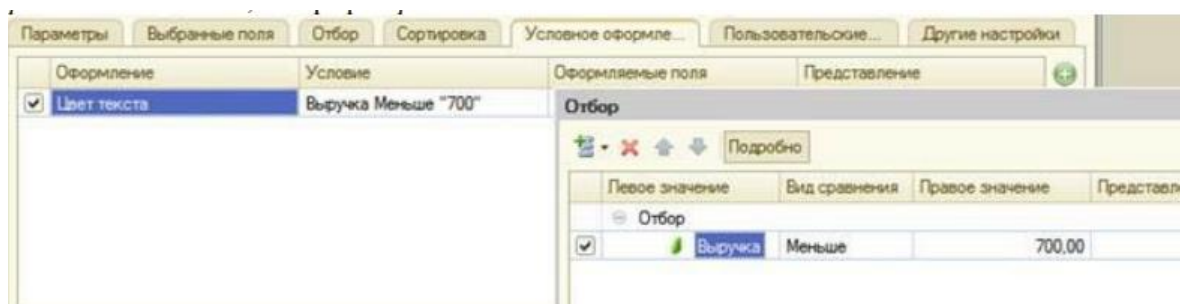 Параметры Выбранные поля Отбор Сортировка Условное оформле... Пользовательские... Другие настройки
Оформление Условие Оформляемые поля Представление
Цвет текста Выручка Меньше "700"
Отбор
Подробно
Левое значение Вид сравнения Правое значение Представл
Отбор
Выручка Меньше 700,00